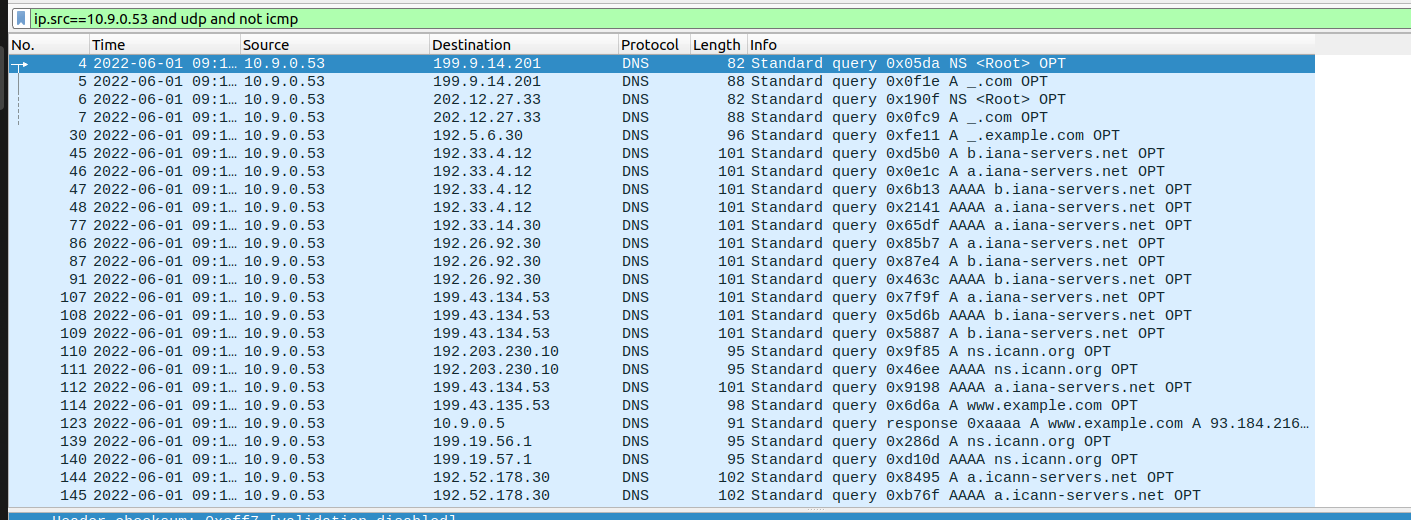 ip.src==10.9.0.53 and udp and not icmp
No. Time Source Destination Protocol Length Info
4 2022-06-01 09:1… 10.9.0.53 199.9.14.201 DNS 82 Standard query 0x05da NS <Root> OPT
5 2022-06-01 09:1… 10.9.0.53 199.9.14.201 DNS 88 Standard query 0x0f1e A _.com OPT
6 2022-06-01 09:1… 10.9.0.53 202.12.27.33 DNS 82 Standard query 0x190f NS <Root> OPT
7 2022-06-01 09:1… 10.9.0.53 202.12.27.33 DNS 88 Standard query 0x0fc9 A _.com OPT
30 2022-06-01 09:1… 10.9.0.53 192.5.6.30 DNS 96 Standard query 0xfe11 A _.example.com OPT
45 2022-06-01 09:1… 10.9.0.53 192.33.4.12 DNS 101 Standard query 0xd5b0 A b.iana-servers.net OPT
46 2022-06-01 09:1… 10.9.0.53 192.33.4.12 DNS 101 Standard query 0x0e1c A a.iana-servers.net OPT
47 2022-06-01 09:1… 10.9.0.53 192.33.4.12 DNS 101 Standard query 0x6b13 AAAA b.iana-servers.net OPT
48 2022-06-01 09:1… 10.9.0.53 192.33.4.12 DNS 101 Standard query 0x2141 AAAA a.iana-servers.net OPT
77 2022-06-01 09:1… 10.9.0.53 192.33.14.30 DNS 101 Standard query 0x65df AAAA a.iana-servers.net OPT
86 2022-06-01 09:1… 10.9.0.53 192.26.92.30 DNS 101 Standard query 0x85b7 A a.iana-servers.net OPT
87 2022-06-01 09:1… 10.9.0.53 192.26.92.30 DNS 101 Standard query 0x87e4 A b.iana-servers.net OPT
91 2022-06-01 09:1… 10.9.0.53 192.26.92.30 DNS 101 Standard query 0x463c AAAA b.iana-servers.net OPT
107 2022-06-01 09:1… 10.9.0.53 199.43.134.53 DNS 101 Standard query 0x7f9f A a.iana-servers.net OPT
108 2022-06-01 09:1… 10.9.0.53 199.43.134.53 DNS 101 Standard query 0x5d6b AAAA b.iana-servers.net OPT
109 2022-06-01 09:1… 10.9.0.53 199.43.134.53 DNS 101 Standard query 0x5887 A b.iana-servers.net OPT
110 2022-06-01 09:1… 10.9.0.53 192.203.230.10 DNS 95 Standard query 0x9f85 A ns.icann.org OPT
111 2022-06-01 09:1… 10.9.0.53 192.203.230.10 DNS 95 Standard query 0x46ee AAAA ns.icann.org OPT
112 2022-06-01 09:1… 10.9.0.53 199.43.134.53 DNS 101 Standard query 0x9198 AAAA a.iana-servers.net OPT
114 2022-06-01 09:1… 10.9.0.53 199.43.135.53 DNS 98 Standard query 0x6d6a A www.example.com OPT
123 2022-06-01 09:1… 10.9.0.53 10.9.0.5 DNS 91 Standard query response 0xaaaa A www.example.com A 93.184.216…
139 2022-06-01 09:1… 10.9.0.53 199.19.56.1 DNS 95 Standard query 0x286d A ns.icann.org OPT
140 2022-06-01 09:1… 10.9.0.53 199.19.57.1 DNS 95 Standard query 0xd10d AAAA ns.icann.org OPT
144 2022-06-01 09:1… 10.9.0.53 192.52.178.30 DNS 102 Standard query 0x8495 A a.icann-servers.net OPT
145 2022-06-01 09:1… 10.9.0.53 192.52.178.30 DNS 102 Standard query 0xb76f AAAA a.icann-servers.net OPT